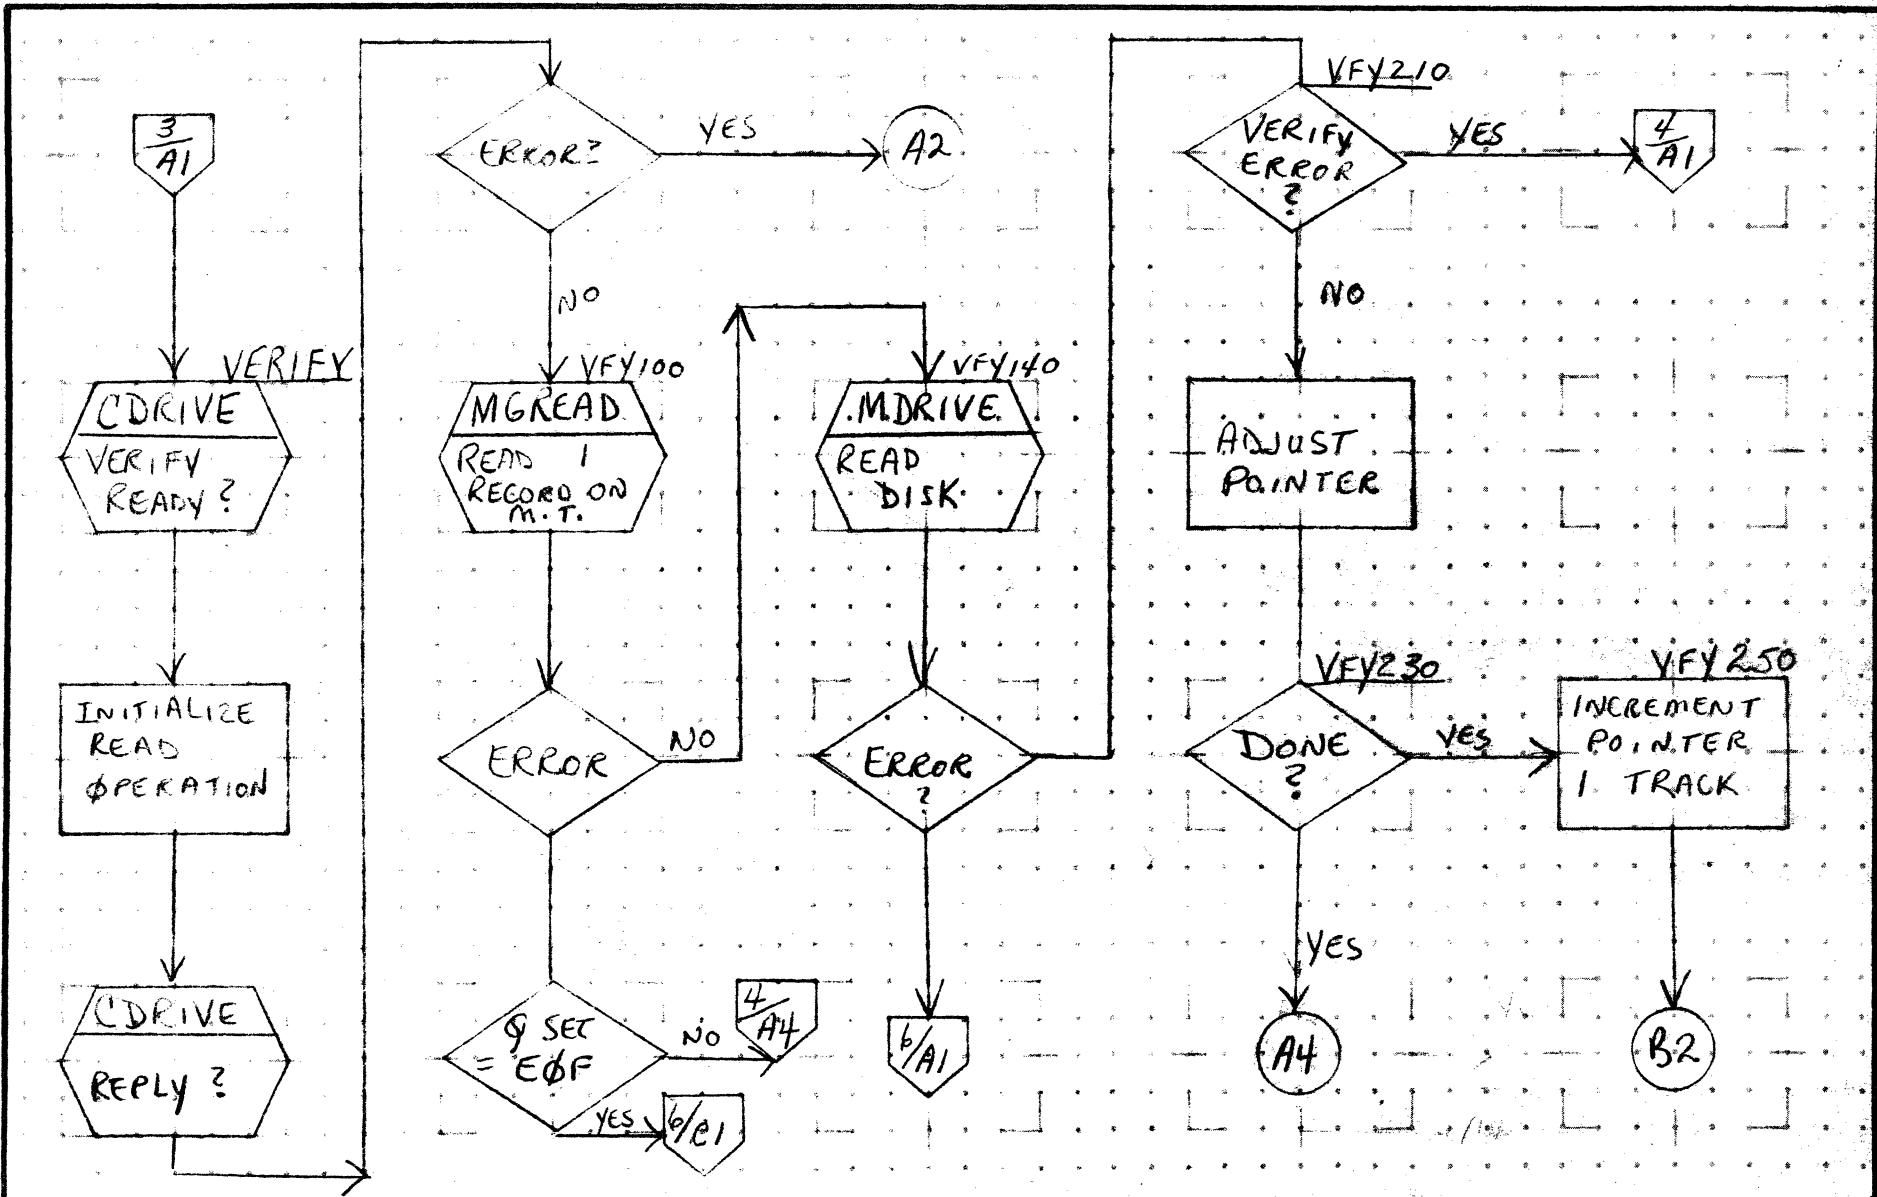 3
A1
VERIFY
CDRIVE
VERIFY
READY?
INITIALIZE
READ
ØPERATION
CDRIVE
REPLY ?
ERROR?
YES
A2
NO
VFY100
MGREAD
READ 1
RECORD ON
M.T.
ERROR
NO
SET
= EØF
NO
4
A4
YES
6/C1
VFY140
M.DRIVE
READ
DISK.
ERROR
?
6/A1
VFY210
VERIFY
ERROR
?
YES
4
A1
NO
ADJUST
POINTER
VFY230
DONE
?
YES
YES
A4
VFY250
INCREMENT
POINTER
1 TRACK
B2